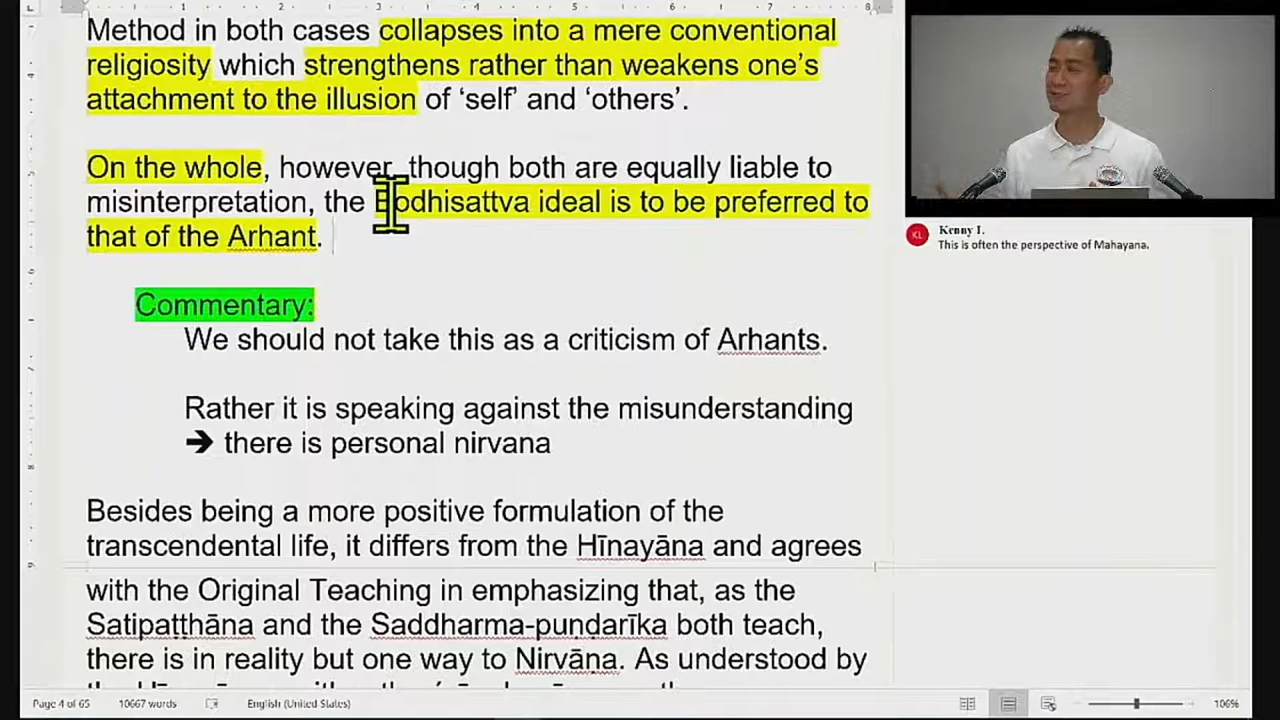 Method in both cases collapses into a mere conventional
religiosity which strengthens rather than weakens one's
attachment to the illusion of 'self' and 'others'.
On the whole, however, though both are equally liable to
misinterpretation, the Bodhisattva ideal is to be preferred to
that of the Arhant.
Commentary:
We should not take this as a criticism of Arhants.
Rather it is speaking against the misunderstanding
➔ there is personal nirvana
Besides being a more positive formulation of the
transcendental life, it differs from the Hīnayāna and agrees
with the Original Teaching in emphasizing that, as the
Satipaṭṭhāna and the Saddharma-puṇḍarīka both teach,
there is in reality but one way to Nirvāṇa. As understood by
KL Kenny I.
This is often the perspective of Mahayana.
Page 4 of 65 10667 words English (United States) 106%